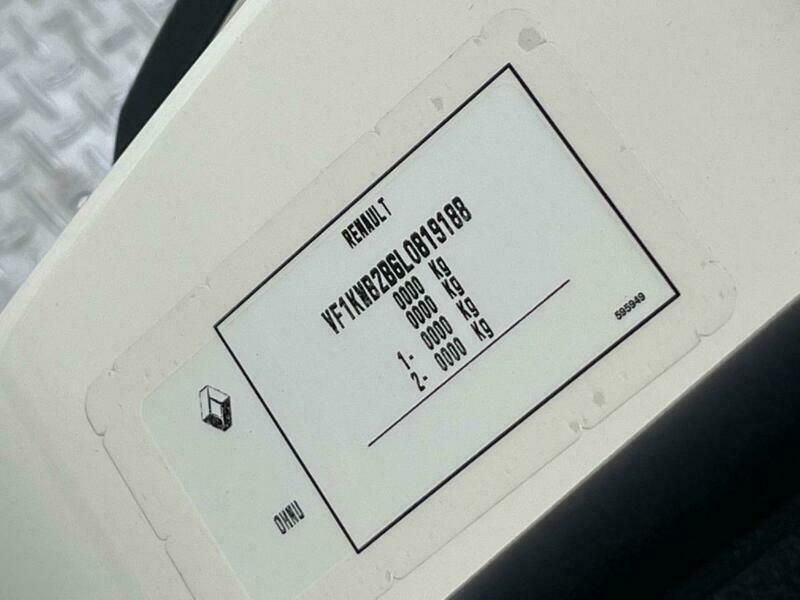 RENAULT
VF1KWB2B6L0819188
0000 Kg
0000 Kg
1- 0000 Kg
2- 0000 Kg
595949
OHNU